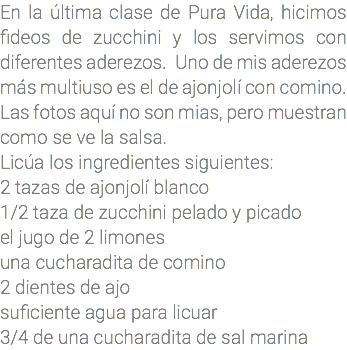 En la última clase de Pura Vida, hicimos
fideos de zucchini y los servimos con
diferentes aderezos. Uno de mis aderezos
más multiuso es el de ajonjolí con comino.
Las fotos aquí no son mias, pero muestran
como se ve la salsa.
Licúa los ingredientes siguientes:
2 tazas de ajonjolí blanco
1/2 taza de zucchini pelado y picado
el jugo de 2 limones
una cucharadita de comino
2 dientes de ajo
suficiente agua para licuar
3/4 de una cucharadita de sal marina